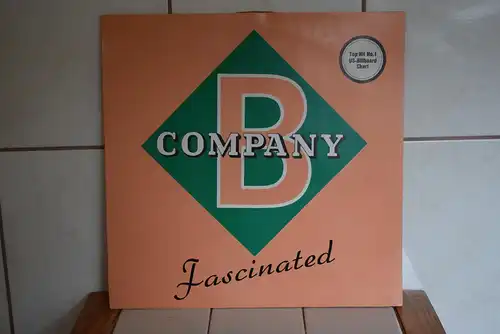 B
COMPANY
Top Hit No.1
US-Billboard
Chart
Fascinated